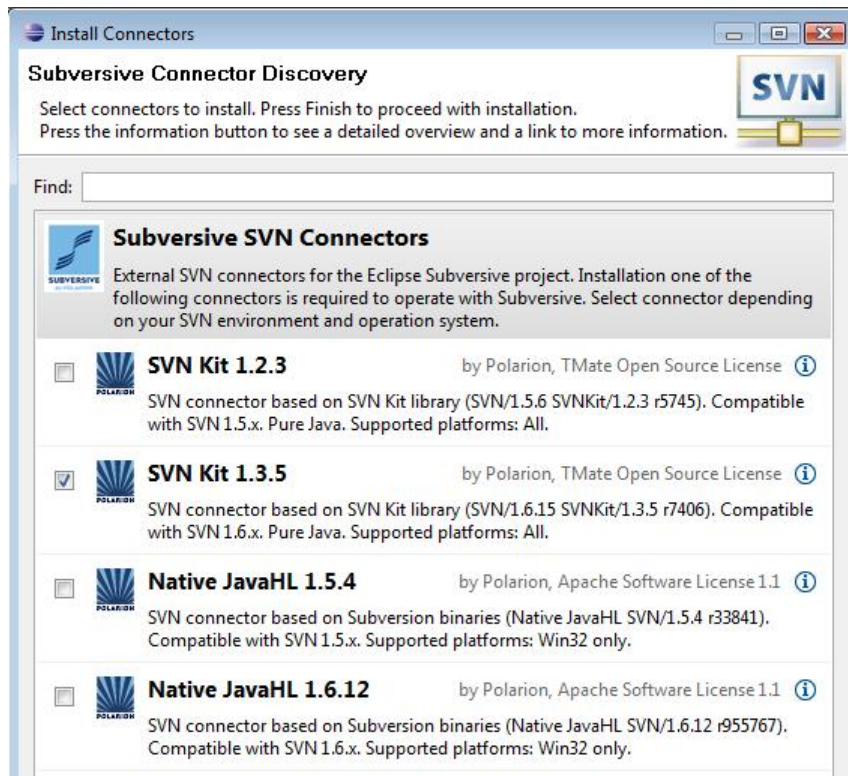 Install Connectors
Subversive Connector Discovery
SVN
Select connectors to install. Press Finish to proceed with installation.
Press the information button to see a detailed overview and a link to more information.
Find:
Subversive SVN Connectors
SUBVERSIVE
External SVN connectors for the Eclipse Subversive project. Installation one of the
following connectors is required to operate with Subversive. Select connector depending
on your SVN environment and operation system.
SVN Kit 1.2.3 by Polarion, TMate Open Source License
POLARION
SVN connector based on SVN Kit library (SVN/1.5.6 SVNKit/1.2.3 r5745). Compatible
with SVN 1.5.x. Pure Java. Supported platforms: All.
SVN Kit 1.3.5 by Polarion, TMate Open Source License
POLARION
SVN connector based on SVN Kit library (SVN/1.6.15 SVNKit/1.3.5 r7406). Compatible
with SVN 1.6.x. Pure Java. Supported platforms: All.
Native JavaHL 1.5.4 by Polarion, Apache Software License 1.1
POLARION
SVN connector based on Subversion binaries (Native JavaHL SVN/1.5.4 r33841).
Compatible with SVN 1.5.x. Supported platforms: Win32 only.
Native JavaHL 1.6.12 by Polarion, Apache Software License 1.1
POLARION
SVN connector based on Subversion binaries (Native JavaHL SVN/1.6.12 r955767).
Compatible with SVN 1.6.x. Supported platforms: Win32 only.